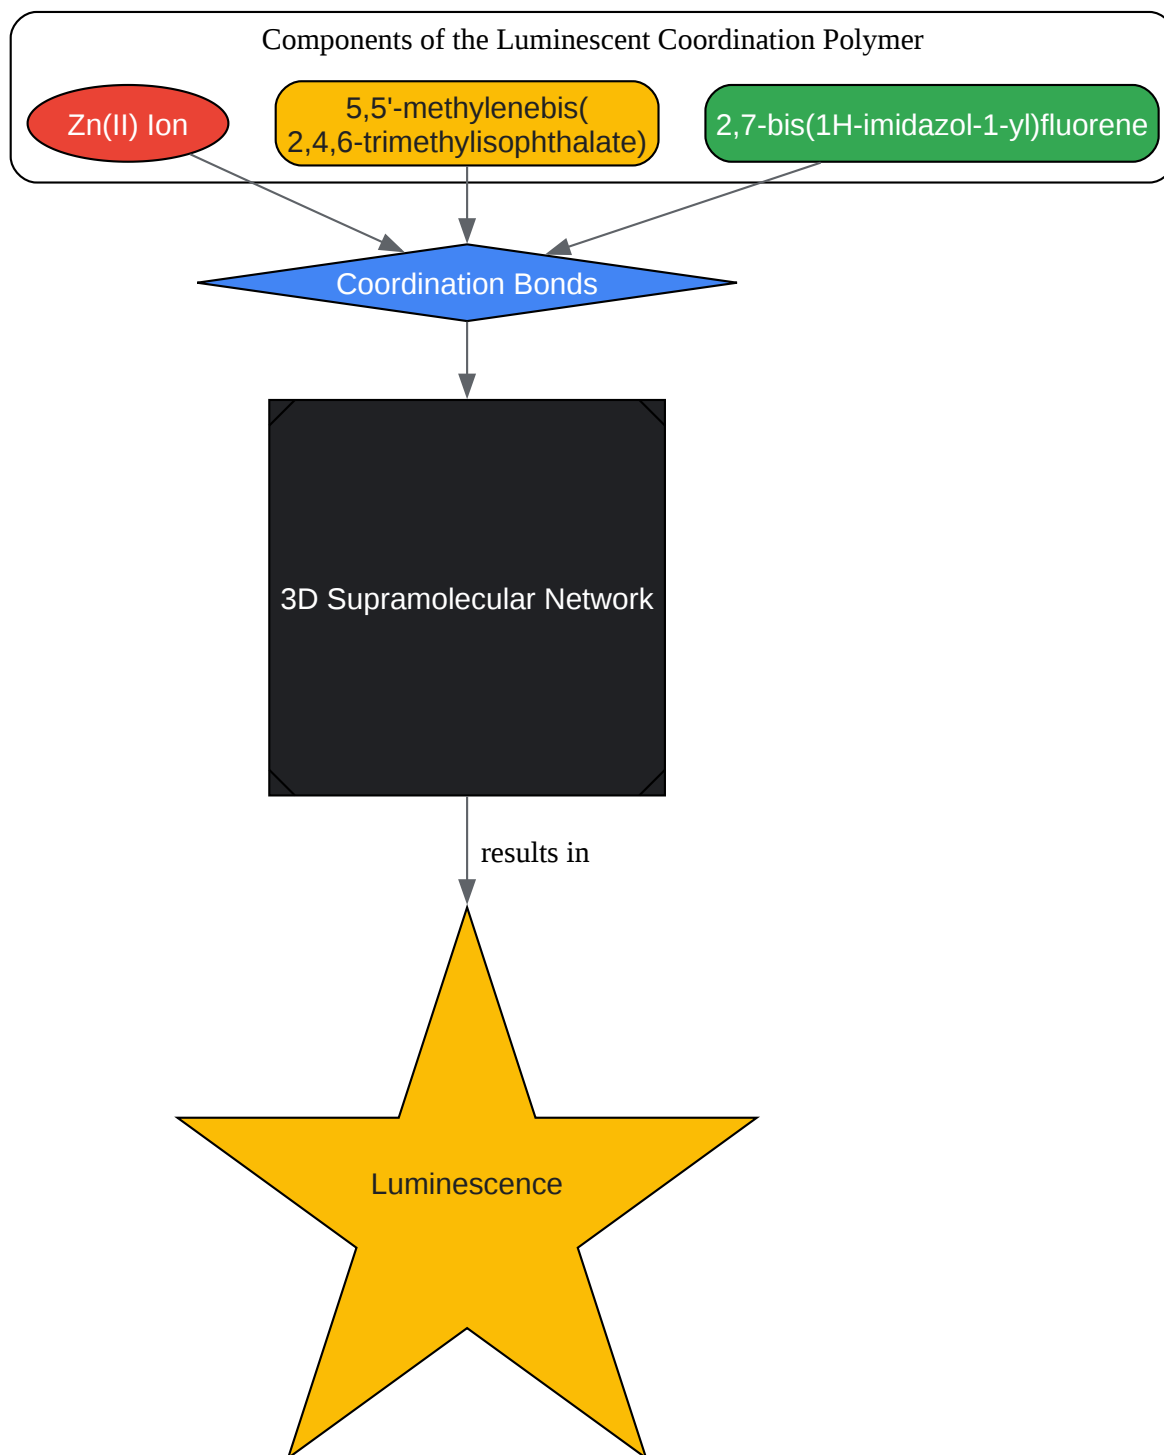 Components of the Luminescent Coordination Polymer
Zn(II) Ion
5,5'-methylenebis(
2,4,6-trimethylisophthalate)
2,7-bis(1H-imidazol-1-yl)fluorene
Coordination Bonds
3D Supramolecular Network
results in
Luminescence